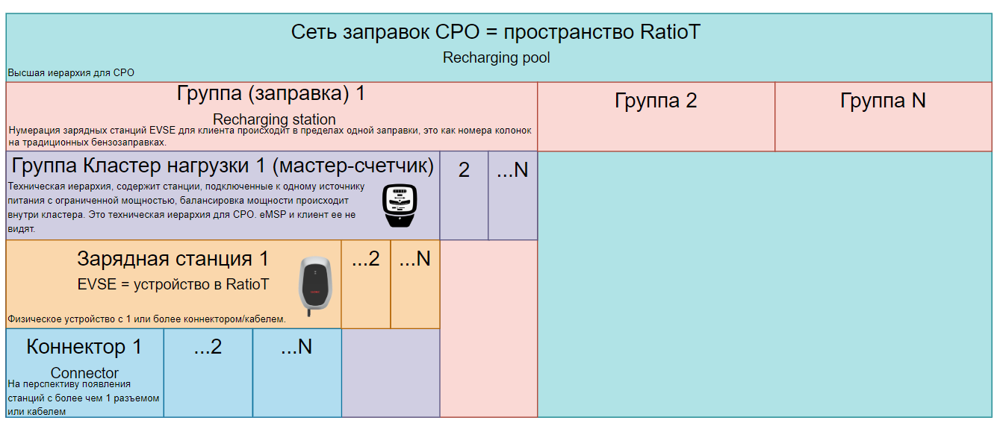 Сеть заправок CPO = пространство RatioT
Recharging pool
Высшая иерархия для CPO
Группа (заправка) 1
Recharging station
Нумерация зарядных станций EVSE для клиента происходит в пределах одной заправки, это как номера колонок
на традиционных бензозаправках.
Группа 2
Группа N
Группа Кластер нагрузки 1 (мастер-счетчик)
Техническая иерархия, содержит станции, подключенные к одному источнику
питания с ограниченной мощностью, балансировка мощности происходит
внутри кластера. Это техническая иерархия для CPO. eMSP и клиент ее не
видят.
2
...N
Зарядная станция 1
EVSE = устройство в RatioT
Физическое устройство с 1 или более коннектором/кабелем.
...2
...N
Коннектор 1
Connector
На перспективу появления
станций с более чем 1 разъемом
или кабелем
...2
...N